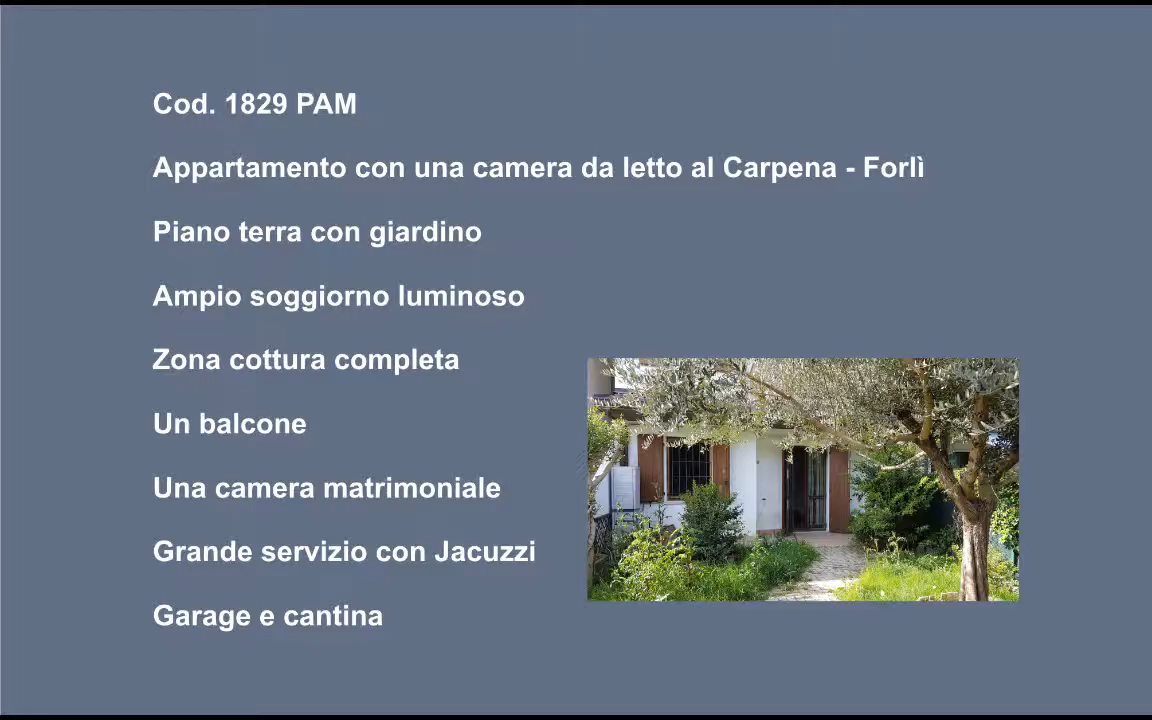 Cod. 1829 PAM
Appartamento con una camera da letto al Carpena - Forlì
Piano terra con giardino
Ampio soggiorno luminoso
Zona cottura completa
Un balcone
Una camera matrimoniale
Grande servizio con Jacuzzi
Garage e cantina